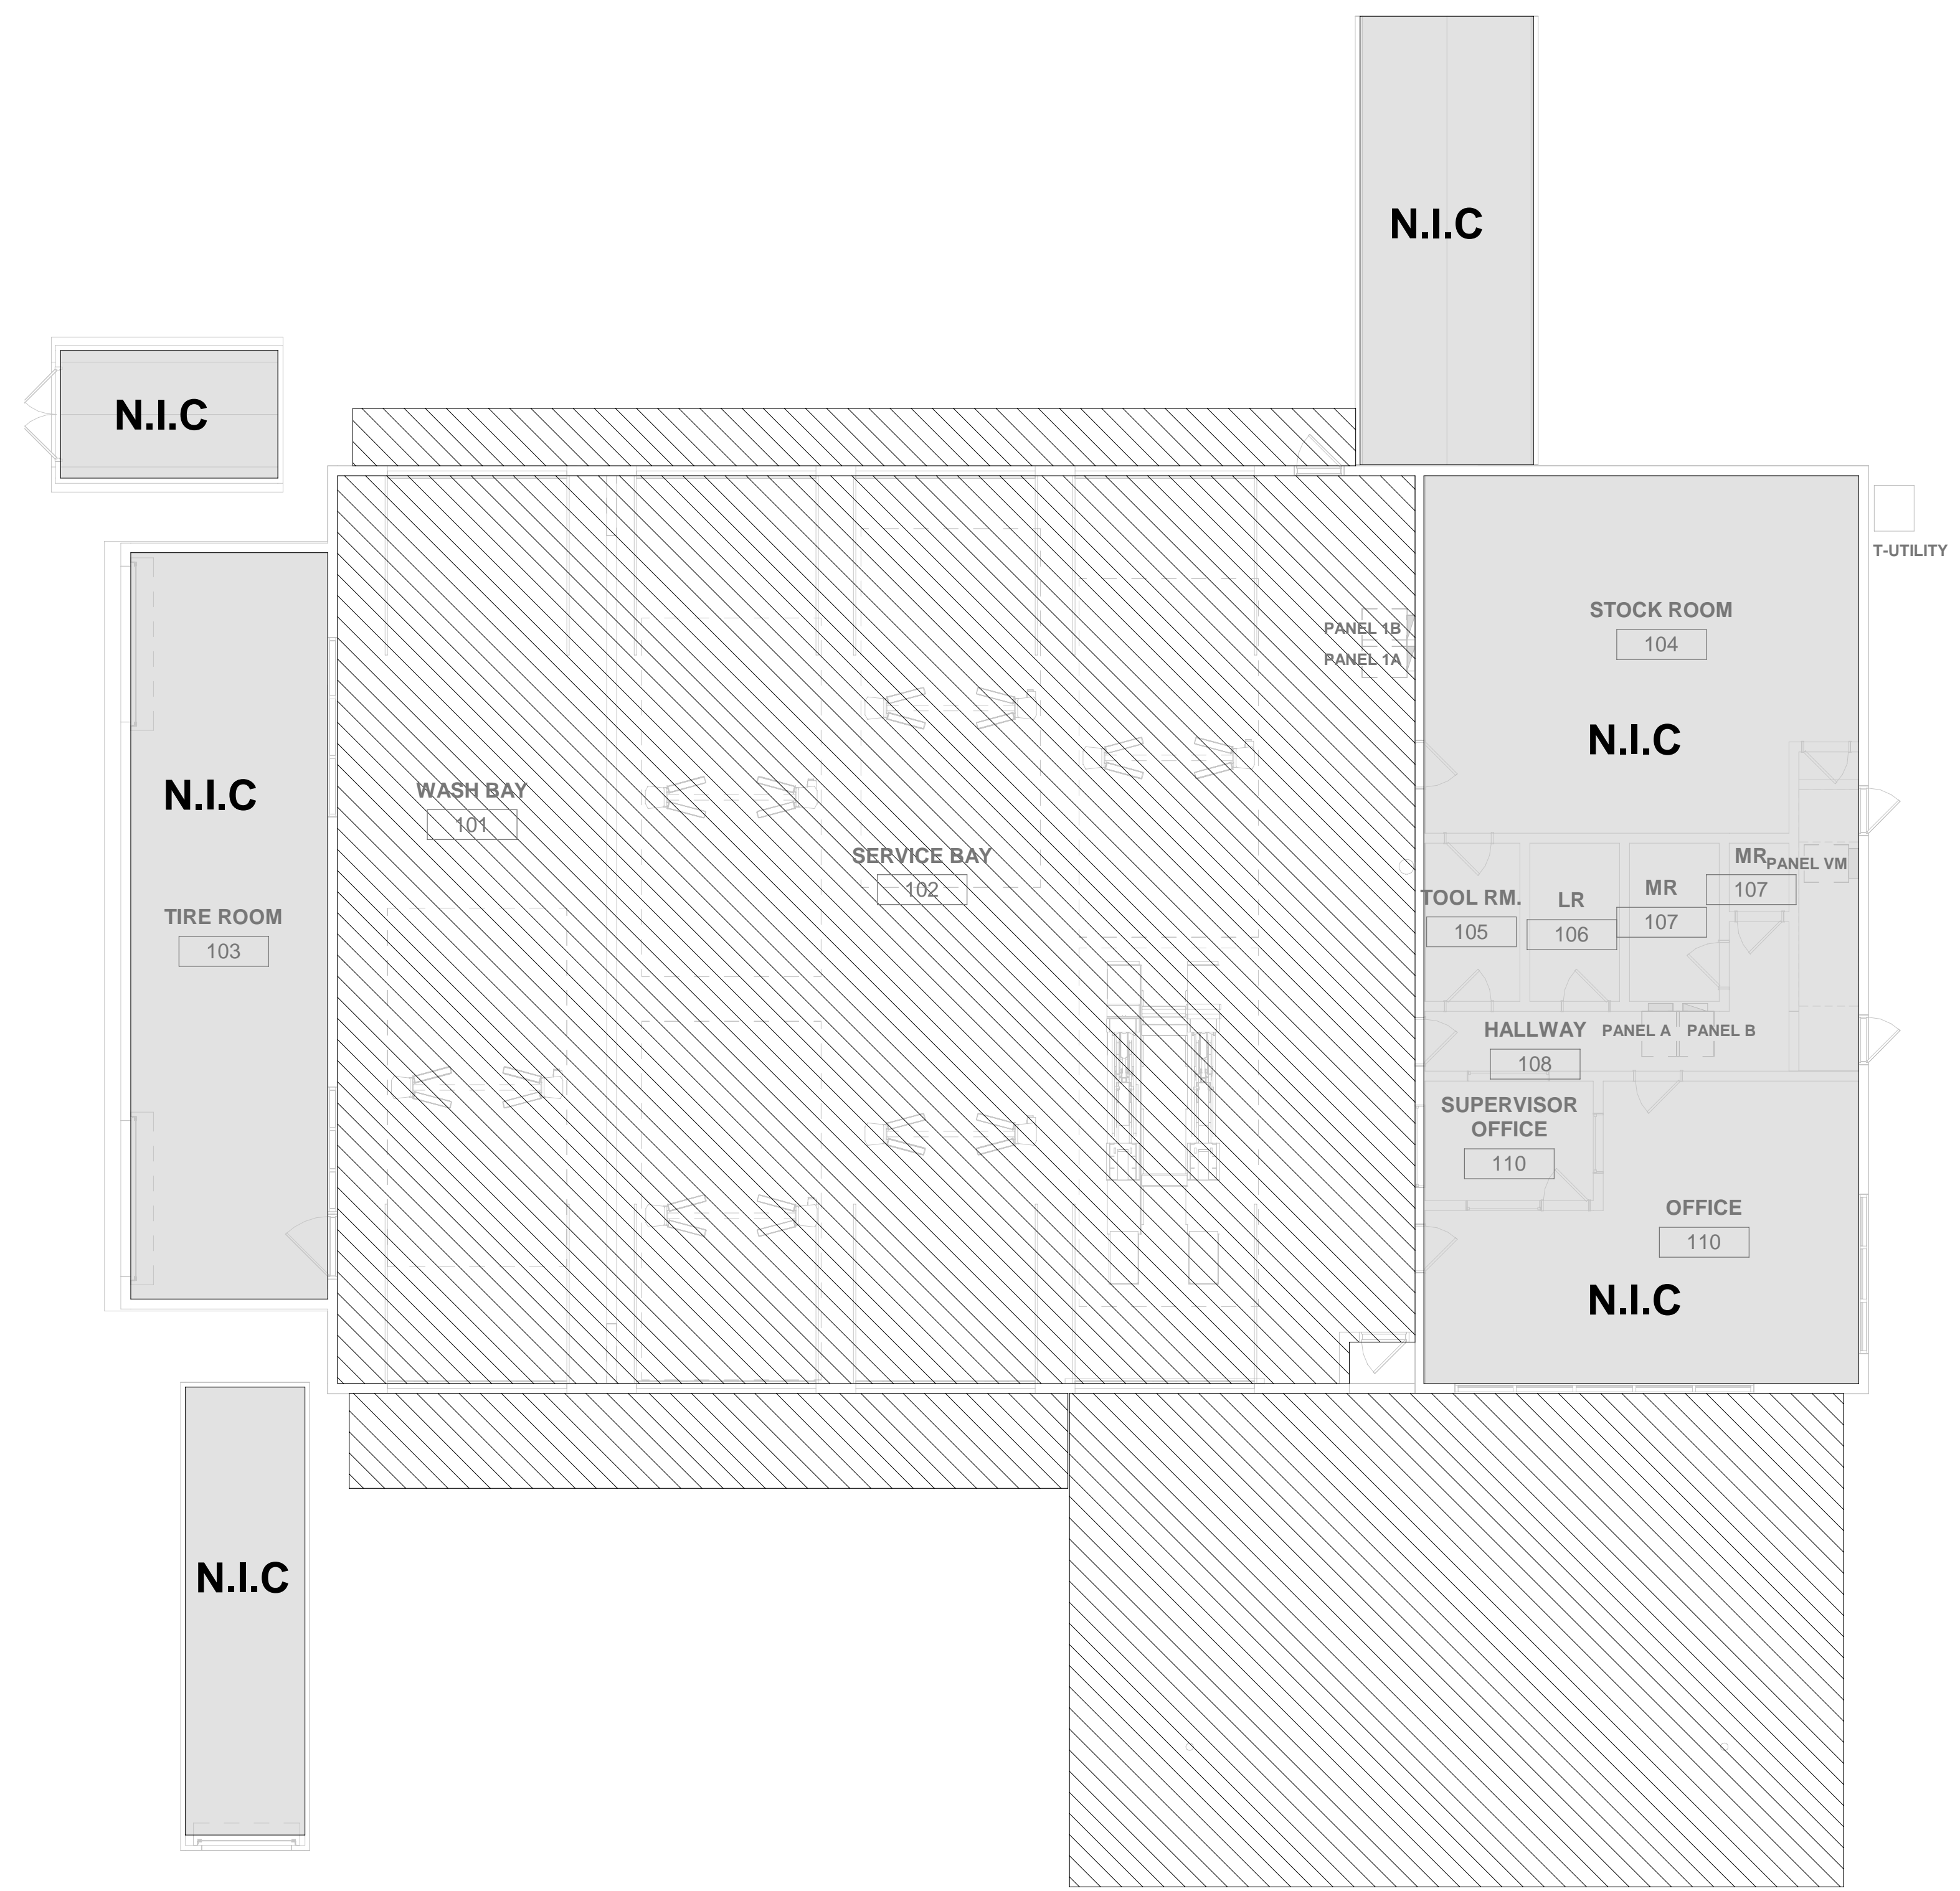 N.I.C
N.I.C
T-UTILITY
STOCK ROOM
104
PANEL 1B
PANEL 1A
N.I.C
N.I.C
WASH BAY
101
SERVICE BAY
102
TIRE ROOM
103
MR
PANEL VM
107
MR
107
LR
106
TOOL RM.
105
HALLWAY
108
PANEL A
PANEL B
SUPERVISOR
OFFICE
110
OFFICE
110
N.I.C
N.I.C